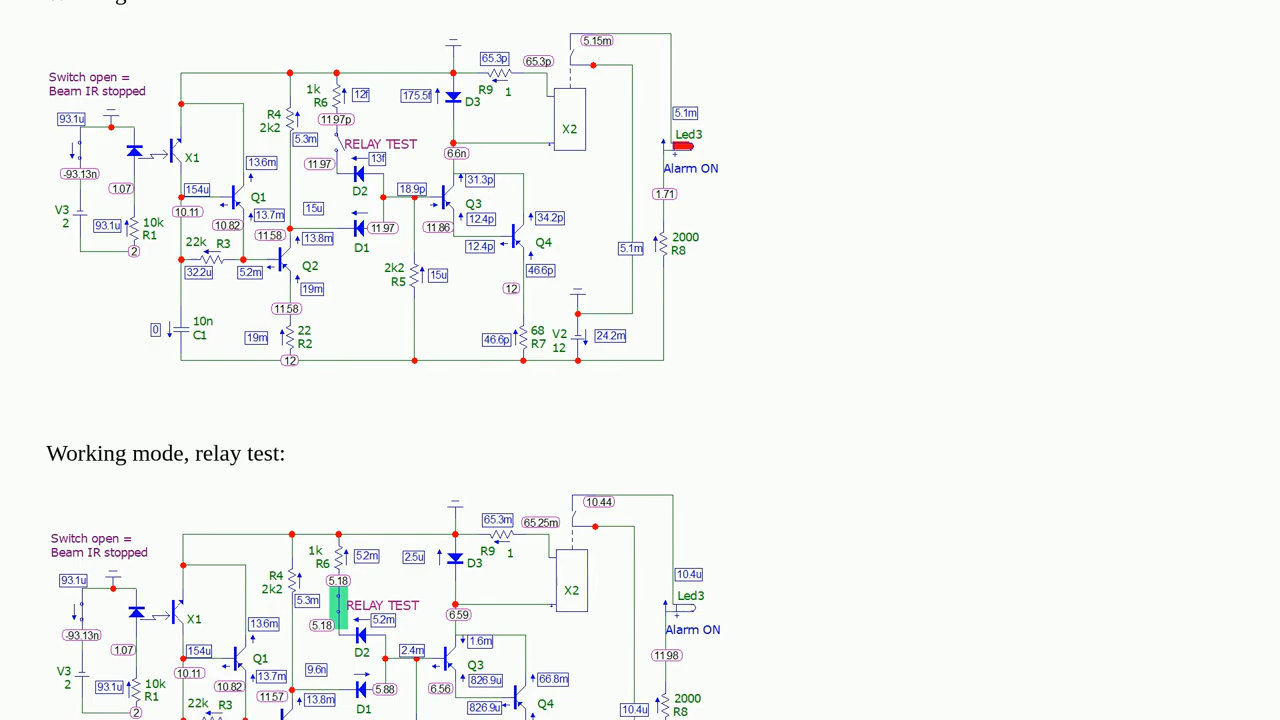 65.3p
65.3p
5.15m
Switch open =
Beam IR stopped
1k
R6
12f
175.5f
D3
R9
1
93.1u
R4
2k2
11.97p
X2
5.1m
Led3
5.3m
RELAY TEST
6.6n
X1
13.6m
11.97
13f
Alarm ON
-93.13n
1.07
154u
Q1
D2
18.9p
31.3p
1.71
V3
2
10.11
13.7m
15u
Q3
12.4p
34.2p
93.1u
10k
R1
10.82
11.58
13.8m
11.97
11.86
2
22k
R3
D1
12.4p
Q4
5.1m
2000
R8
32.2u
5.2m
Q2
2k2
R5
15u
46.6p
19m
12
11.58
0
10n
C1
19m
22
R2
46.6p
68
R7
V2
12
24.2m
12
Working mode, relay test:
10.44
65.3m
65.25m
Switch open =
Beam IR stopped
1k
R6
5.2m
2.5u
D3
R9
1
93.1u
R4
2k2
5.18
X2
10.4u
Led3
5.3m
RELAY TEST
6.59
X1
13.6m
5.18
5.2m
Alarm ON
-93.13n
1.07
154u
Q1
D2
2.4m
1.6m
11.98
V3
2
10.11
13.7m
9.6n
Q3
826.9u
66.8m
93.1u
10k
R1
10.82
11.57
13.8m
5.88
6.56
2
22k
R3
D1
826.9u
Q4
10.4u
2000
R8